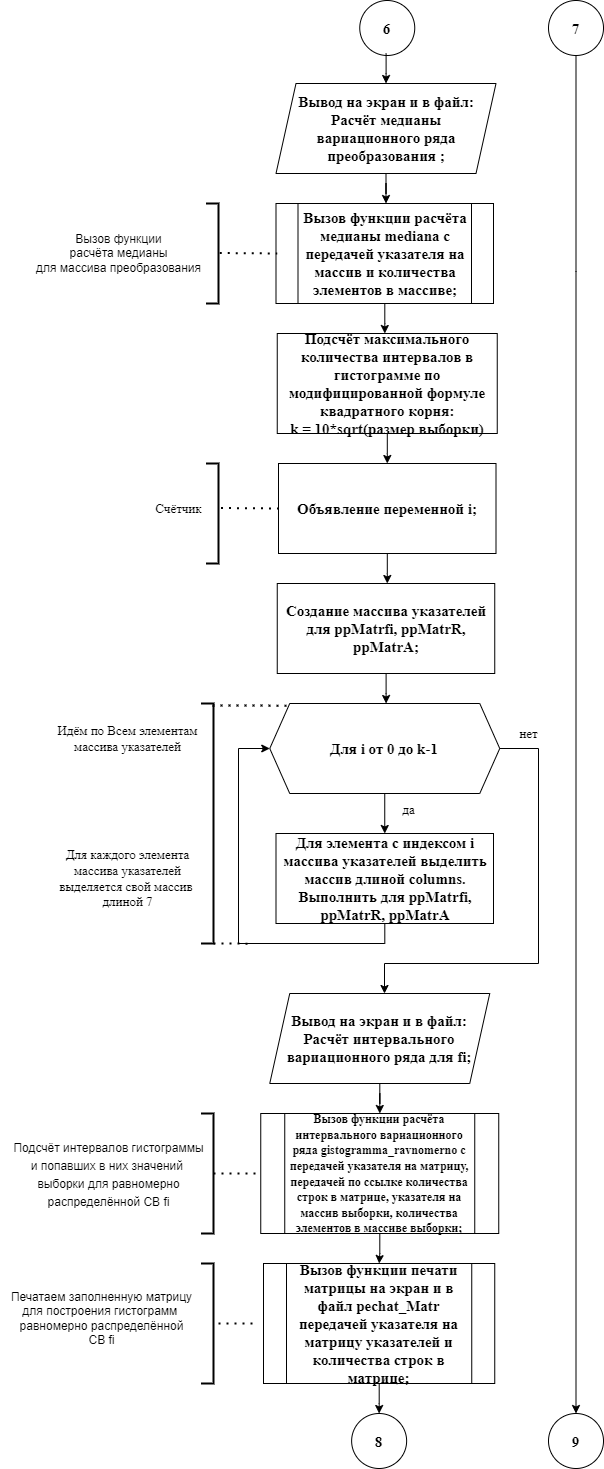 6
7
Вывод на экран и в файл:
Расчёт медианы
вариационного ряда
преобразования ;
Вызов функции
расчёта медианы
для массива преобразования
Вызов функции расчёта
медианы mediana с
передачей указателя на
массив и количества
элементов в массиве;
Подсчёт максимального
количества интервалов в
гистограмме по
модифицированной формуле
квадратного корня:
k = 10*sqrt(размер выборки)
Счётчик
Объявление переменной i;
Создание массива указателей
для ppMatrfi, ppMatrR,
ppMatrA;
Идём по Всем элементам
массива указателей
Для i от 0 до k-1
нет
да
Для каждого элемента
массива указателей
выделяется свой массив
длиной 7
Для элемента с индексом i
массива указателей выделить
массив длиной columns.
Выполнить для ppMatrfi,
ppMatrR, ppMatrA
Вывод на экран и в файл:
Расчёт интервального
вариационного ряда для fi;
Подсчёт интервалов гистограммы
и попавших в них значений
выборки для равномерно
распределённой СВ fi
Вызов функции расчёта
интервального вариационного
ряда gistogramma_ravnomerno с
передачей указателя на матрицу,
передачей по ссылке количества
строк в матрице, указателя на
массив выборки, количества
элементов в массиве выборки;
Печатаем заполненную матрицу
для построения гистограмм
равномерно распределённой
СВ fi
Вызов функции печати
матрицы на экран и в
файл pechat_Matr
передачей указателя на
матрицу указателей и
количества строк в
матрице;
8
9